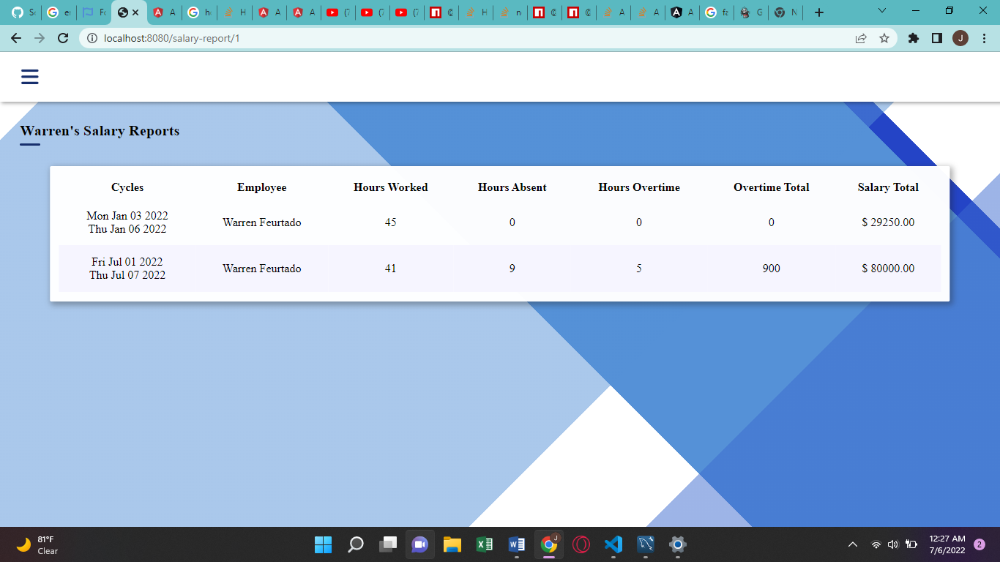 localhost:8080/salary-report/1
J
Warren's Salary Reports
Cycles Employee Hours Worked Hours Absent Hours Overtime Overtime Total Salary Total
Mon Jan 03 2022
Thu Jan 06 2022
Warren Feurtado 45 0 0 0 $ 29250.00
Fri Jul 01 2022
Thu Jul 07 2022
Warren Feurtado 41 9 5 900 $ 80000.00
81°F
Clear
J
12:27 AM
7/6/2022
2